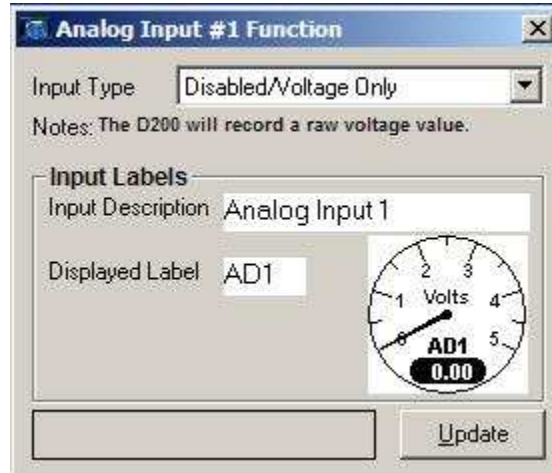 Analog Input #1 Function
Input Type Disabled/Voltage Only
Notes: The D200 will record a raw voltage value.
Input Labels
Input Description Analog Input 1
Displayed Label AD1
0 1 2 3 4 5
Volts
AD1
0.00
Update